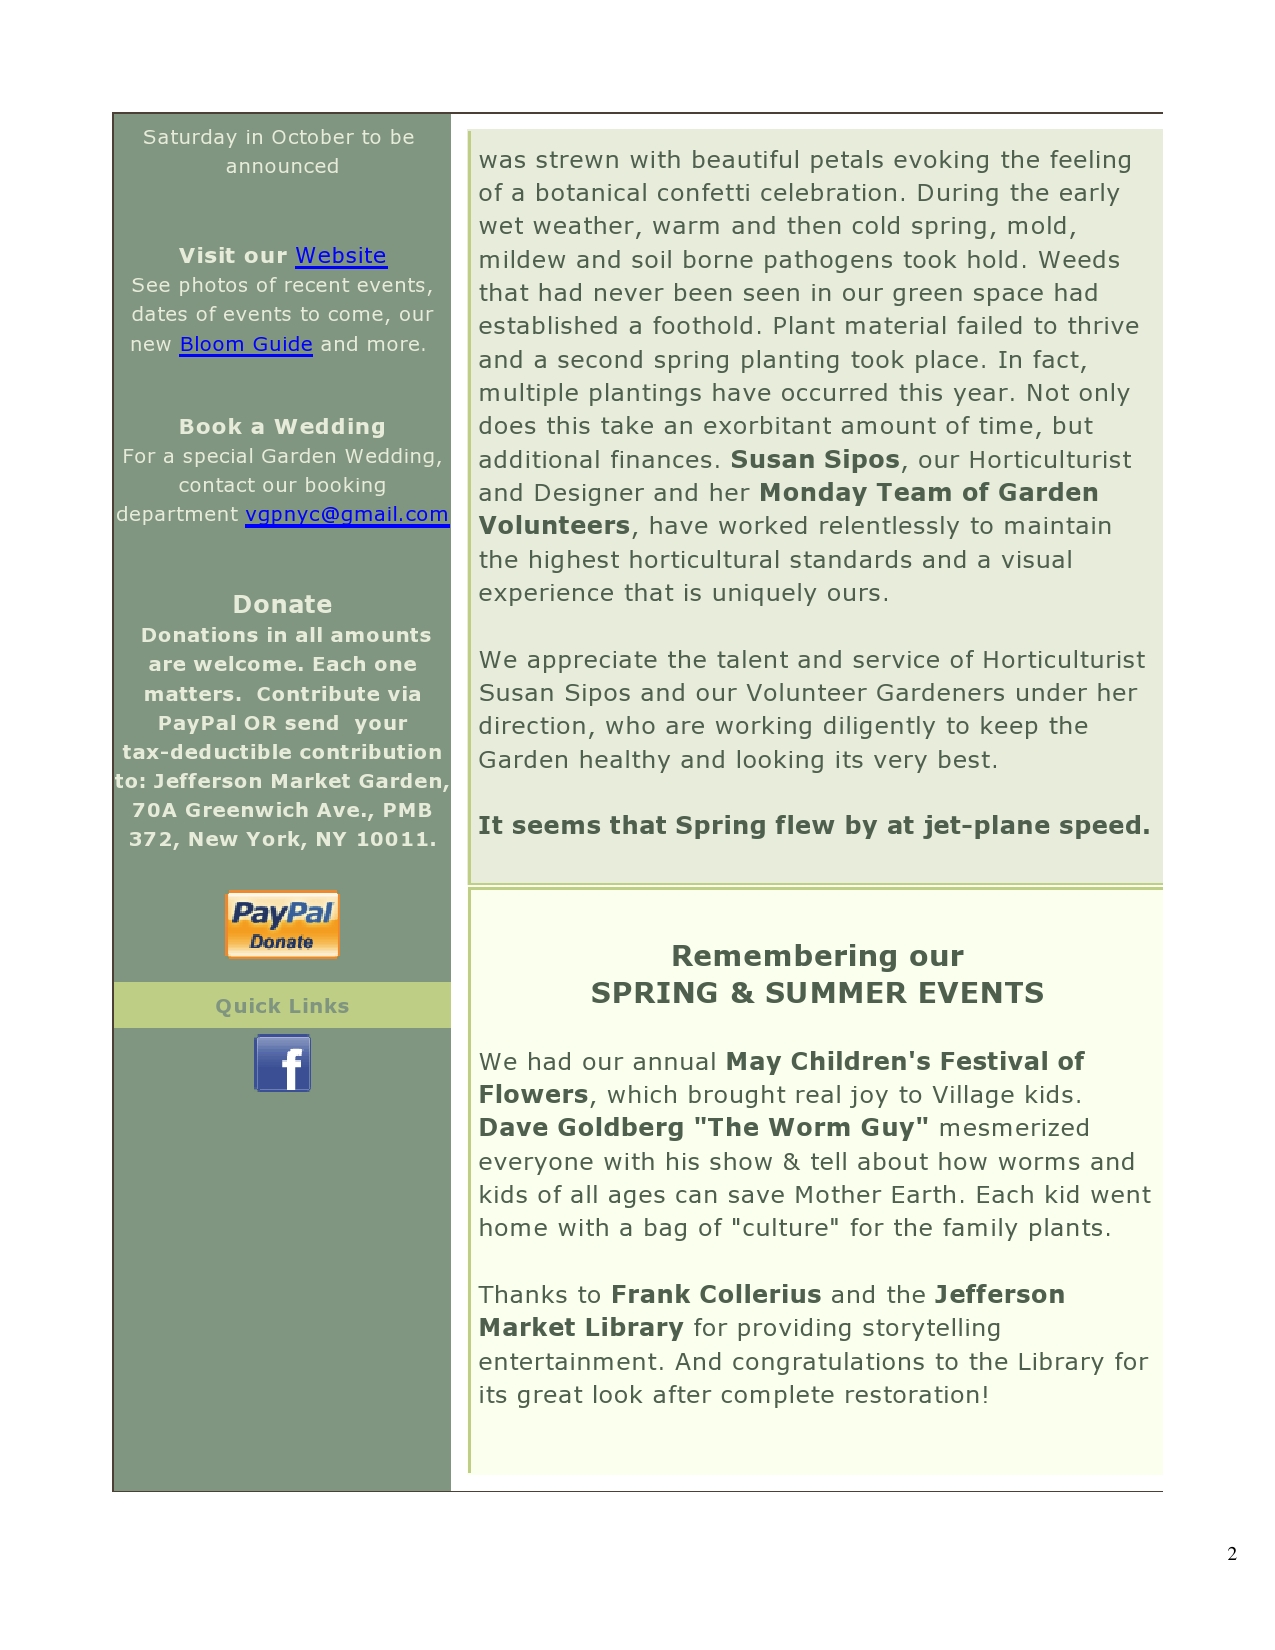 Saturday in October to be
announced
Visit our Website
See photos of recent events,
dates of events to come, our
new Bloom Guide and more.
Book a Wedding
For a special Garden Wedding,
contact our booking
department vgpnyc@gmail.com
Donate
Donations in all amounts
are welcome. Each one
matters.  Contribute via
PayPal OR send  your
tax-deductible contribution
to: Jefferson Market Garden,
70A Greenwich Ave., PMB
372, New York, NY 10011.
PayPal
Donate
Quick Links
f
was strewn with beautiful petals evoking the feeling
of a botanical confetti celebration. During the early
wet weather, warm and then cold spring, mold,
mildew and soil borne pathogens took hold. Weeds
that had never been seen in our green space had
established a foothold. Plant material failed to thrive
and a second spring planting took place. In fact,
multiple plantings have occurred this year. Not only
does this take an exorbitant amount of time, but
additional finances. Susan Sipos, our Horticulturist
and Designer and her Monday Team of Garden
Volunteers, have worked relentlessly to maintain
the highest horticultural standards and a visual
experience that is uniquely ours.
We appreciate the talent and service of Horticulturist
Susan Sipos and our Volunteer Gardeners under her
direction, who are working diligently to keep the
Garden healthy and looking its very best.
It seems that Spring flew by at jet-plane speed.
Remembering our
SPRING & SUMMER EVENTS
We had our annual May Children's Festival of
Flowers, which brought real joy to Village kids.
Dave Goldberg "The Worm Guy" mesmerized
everyone with his show & tell about how worms and
kids of all ages can save Mother Earth. Each kid went
home with a bag of "culture" for the family plants.
Thanks to Frank Collerius and the Jefferson
Market Library for providing storytelling
entertainment. And congratulations to the Library for
its great look after complete restoration!
2